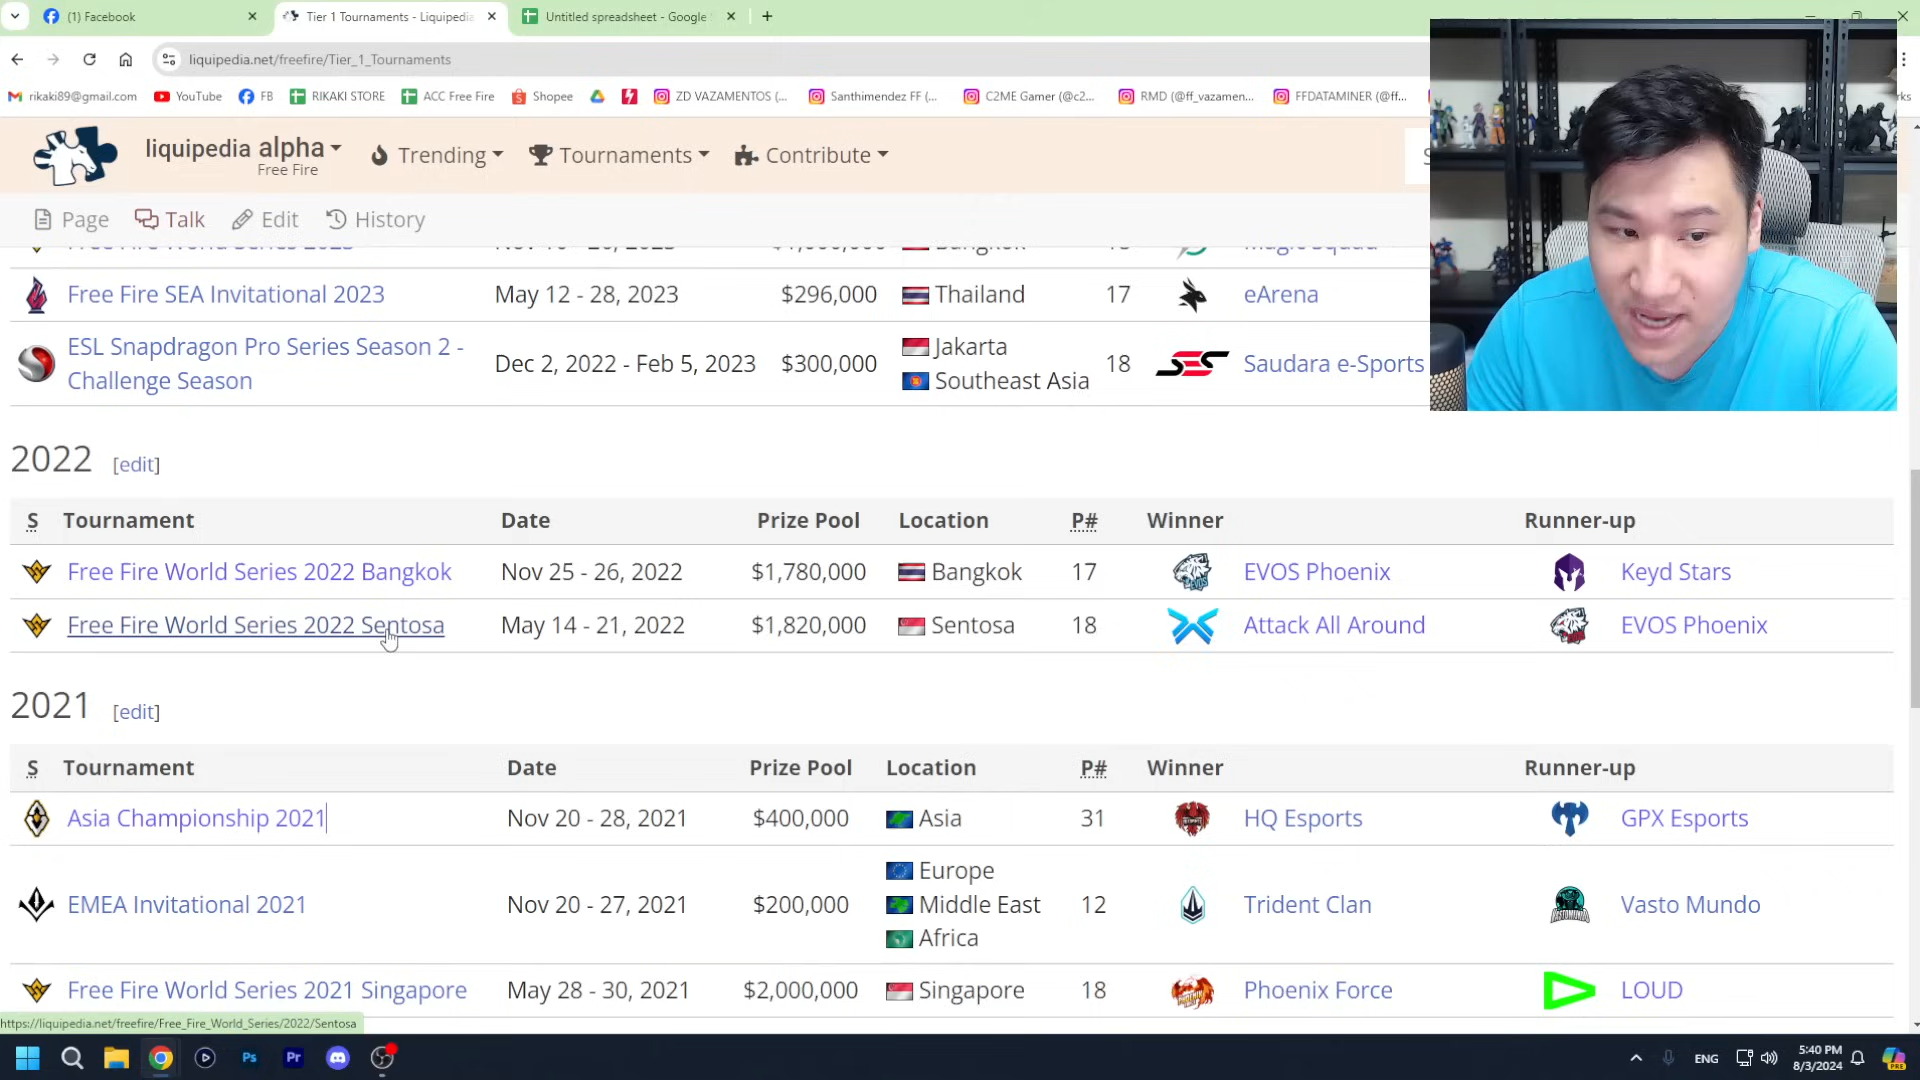 Facebook
Tier 1 Tournaments - Liquipedia
Untitled spreadsheet - Google
liquipedia.net/freefire/Tier_1_Tournaments
rikaki89@gmail.com YouTube FB RIKAKI STORE ACC Free Fire Shopee ZD VAZAMENTOS (... Santhimendez FF (... C2ME Gamer (@c2... RMD (@ff_vazamen... FFDATAMINER (@ff...
liquipedia alpha
Free Fire
Trending Tournaments Contribute
Page Talk Edit History
Free Fire SEA Invitational 2023 May 12 - 28, 2023 $296,000 Thailand 17 eArena
ESL Snapdragon Pro Series Season 2 -
Challenge Season Dec 2, 2022 - Feb 5, 2023 $300,000 Jakarta
Southeast Asia 18 Saudara e-Sports
2022 [edit]
S Tournament Date Prize Pool Location P# Winner Runner-up
Free Fire World Series 2022 Bangkok Nov 25 - 26, 2022 $1,780,000 Bangkok 17 EVOS Phoenix Keyd Stars
Free Fire World Series 2022 Sentosa May 14 - 21, 2022 $1,820,000 Sentosa 18 Attack All Around EVOS Phoenix
2021 [edit]
S Tournament Date Prize Pool Location P# Winner Runner-up
Asia Championship 2021 Nov 20 - 28, 2021 $400,000 Asia 31 HQ Esports GPX Esports
EMEA Invitational 2021 Nov 20 - 27, 2021 $200,000 Europe
Middle East
Africa 12 Trident Clan Vasto Mundo
Free Fire World Series 2021 Singapore May 28 - 30, 2021 $2,000,000 Singapore 18 Phoenix Force LOUD
https://liquipedia.net/freefire/Free_Fire_World_Series/2022/Sentosa
ENG
5:40 PM
8/3/2024